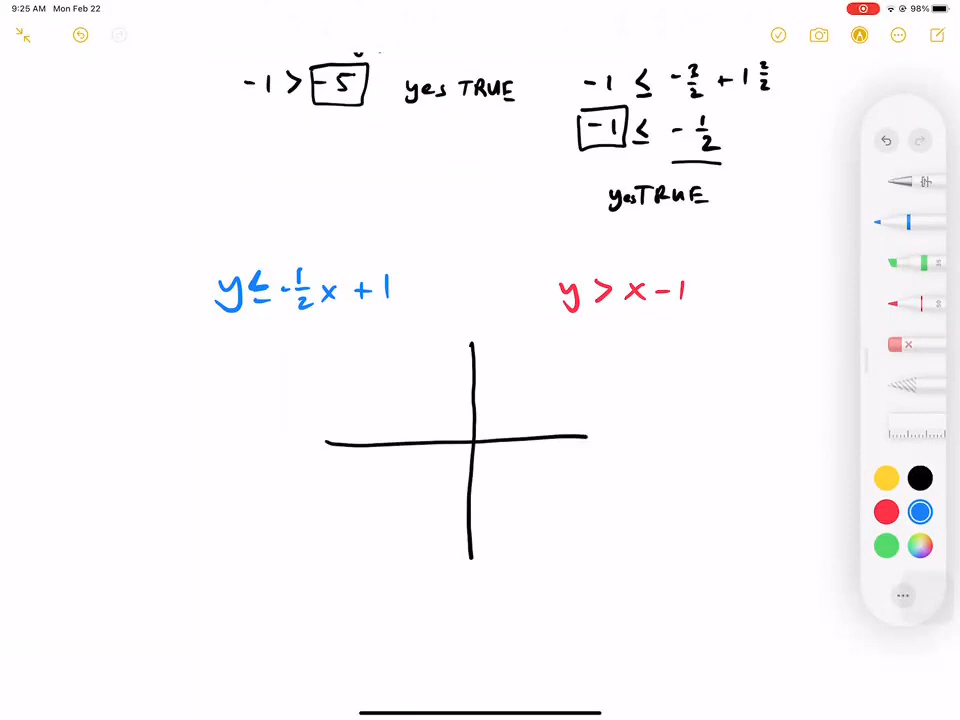 9:25 AM Mon Feb 22 98%
-1 > -5 yes TRUE
-1 ≤ -3/2 + 1 2/2
-1 ≤ -1/2
yes TRUE
y ≤ -1/2 x + 1 y > x - 1